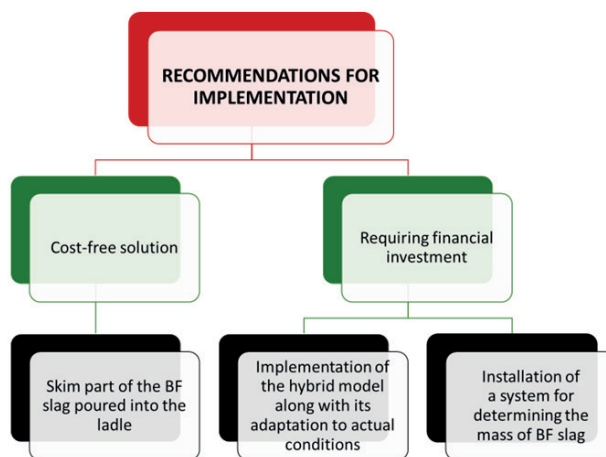 RECOMMENDATIONS FOR
IMPLEMENTATION
Cost-free solution
Requiring financial
investment
Skim part of the BF
slag poured into the
ladle
Implementation of
the hybrid model
along with its
adaptation to actual
conditions
Installation of
a system for
determining the
mass of BF slag